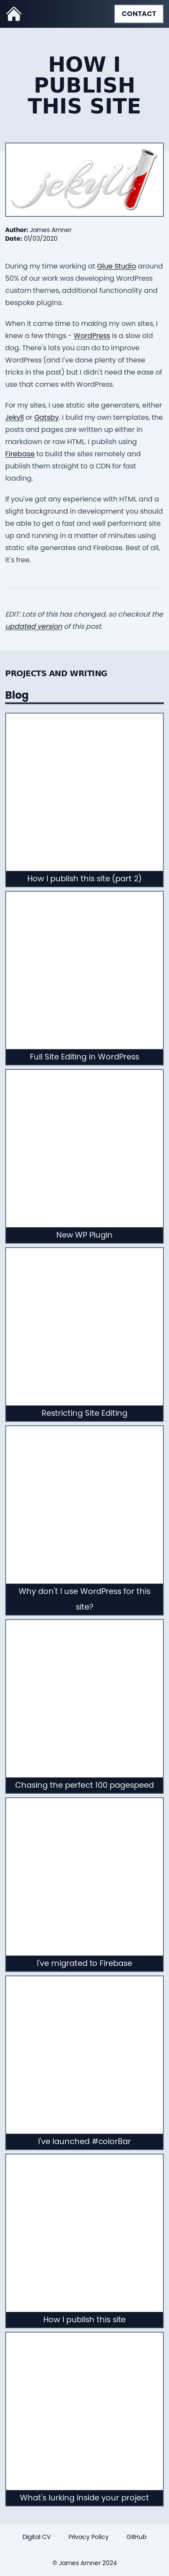 CONTACT
HOW I
PUBLISH
THIS SITE
jekyll
Author: James Amner
Date: 01/03/2020
During my time working at Glue Studio around
50% of our work was developing WordPress
custom themes, additional functionality and
bespoke plugins.
When it came time to making my own sites, I
knew a few things - WordPress is a slow old
dog. There's lots you can do to improve
WordPress (and I've done plenty of these
tricks in the past) but I didn't need the ease of
use that comes with WordPress.
For my sites, I use static site generators, either
Jekyll or Gatsby. I build my own templates, the
posts and pages are written up either in
markdown or raw HTML. I publish using
Firebase to build the sites remotely and
publish them straight to a CDN for fast
loading.
If you've got any experience with HTML and a
slight background in development you should
be able to get a fast and well performant site
up and running in a matter of minutes using
static site generates and Firebase. Best of all,
it's free.
EDIT: Lots of this has changed, so checkout the
updated version of this post.
PROJECTS AND WRITING
Blog
How I publish this site (part 2)
Full Site Editing in WordPress
New WP Plugin
Restricting Site Editing
Why don't I use WordPress for this
site?
Chasing the perfect 100 pagespeed
I've migrated to Firebase
I've launched #colorBar
How I publish this site
What's lurking inside your project
Digital CV Privacy Policy GitHub
© James Amner 2024